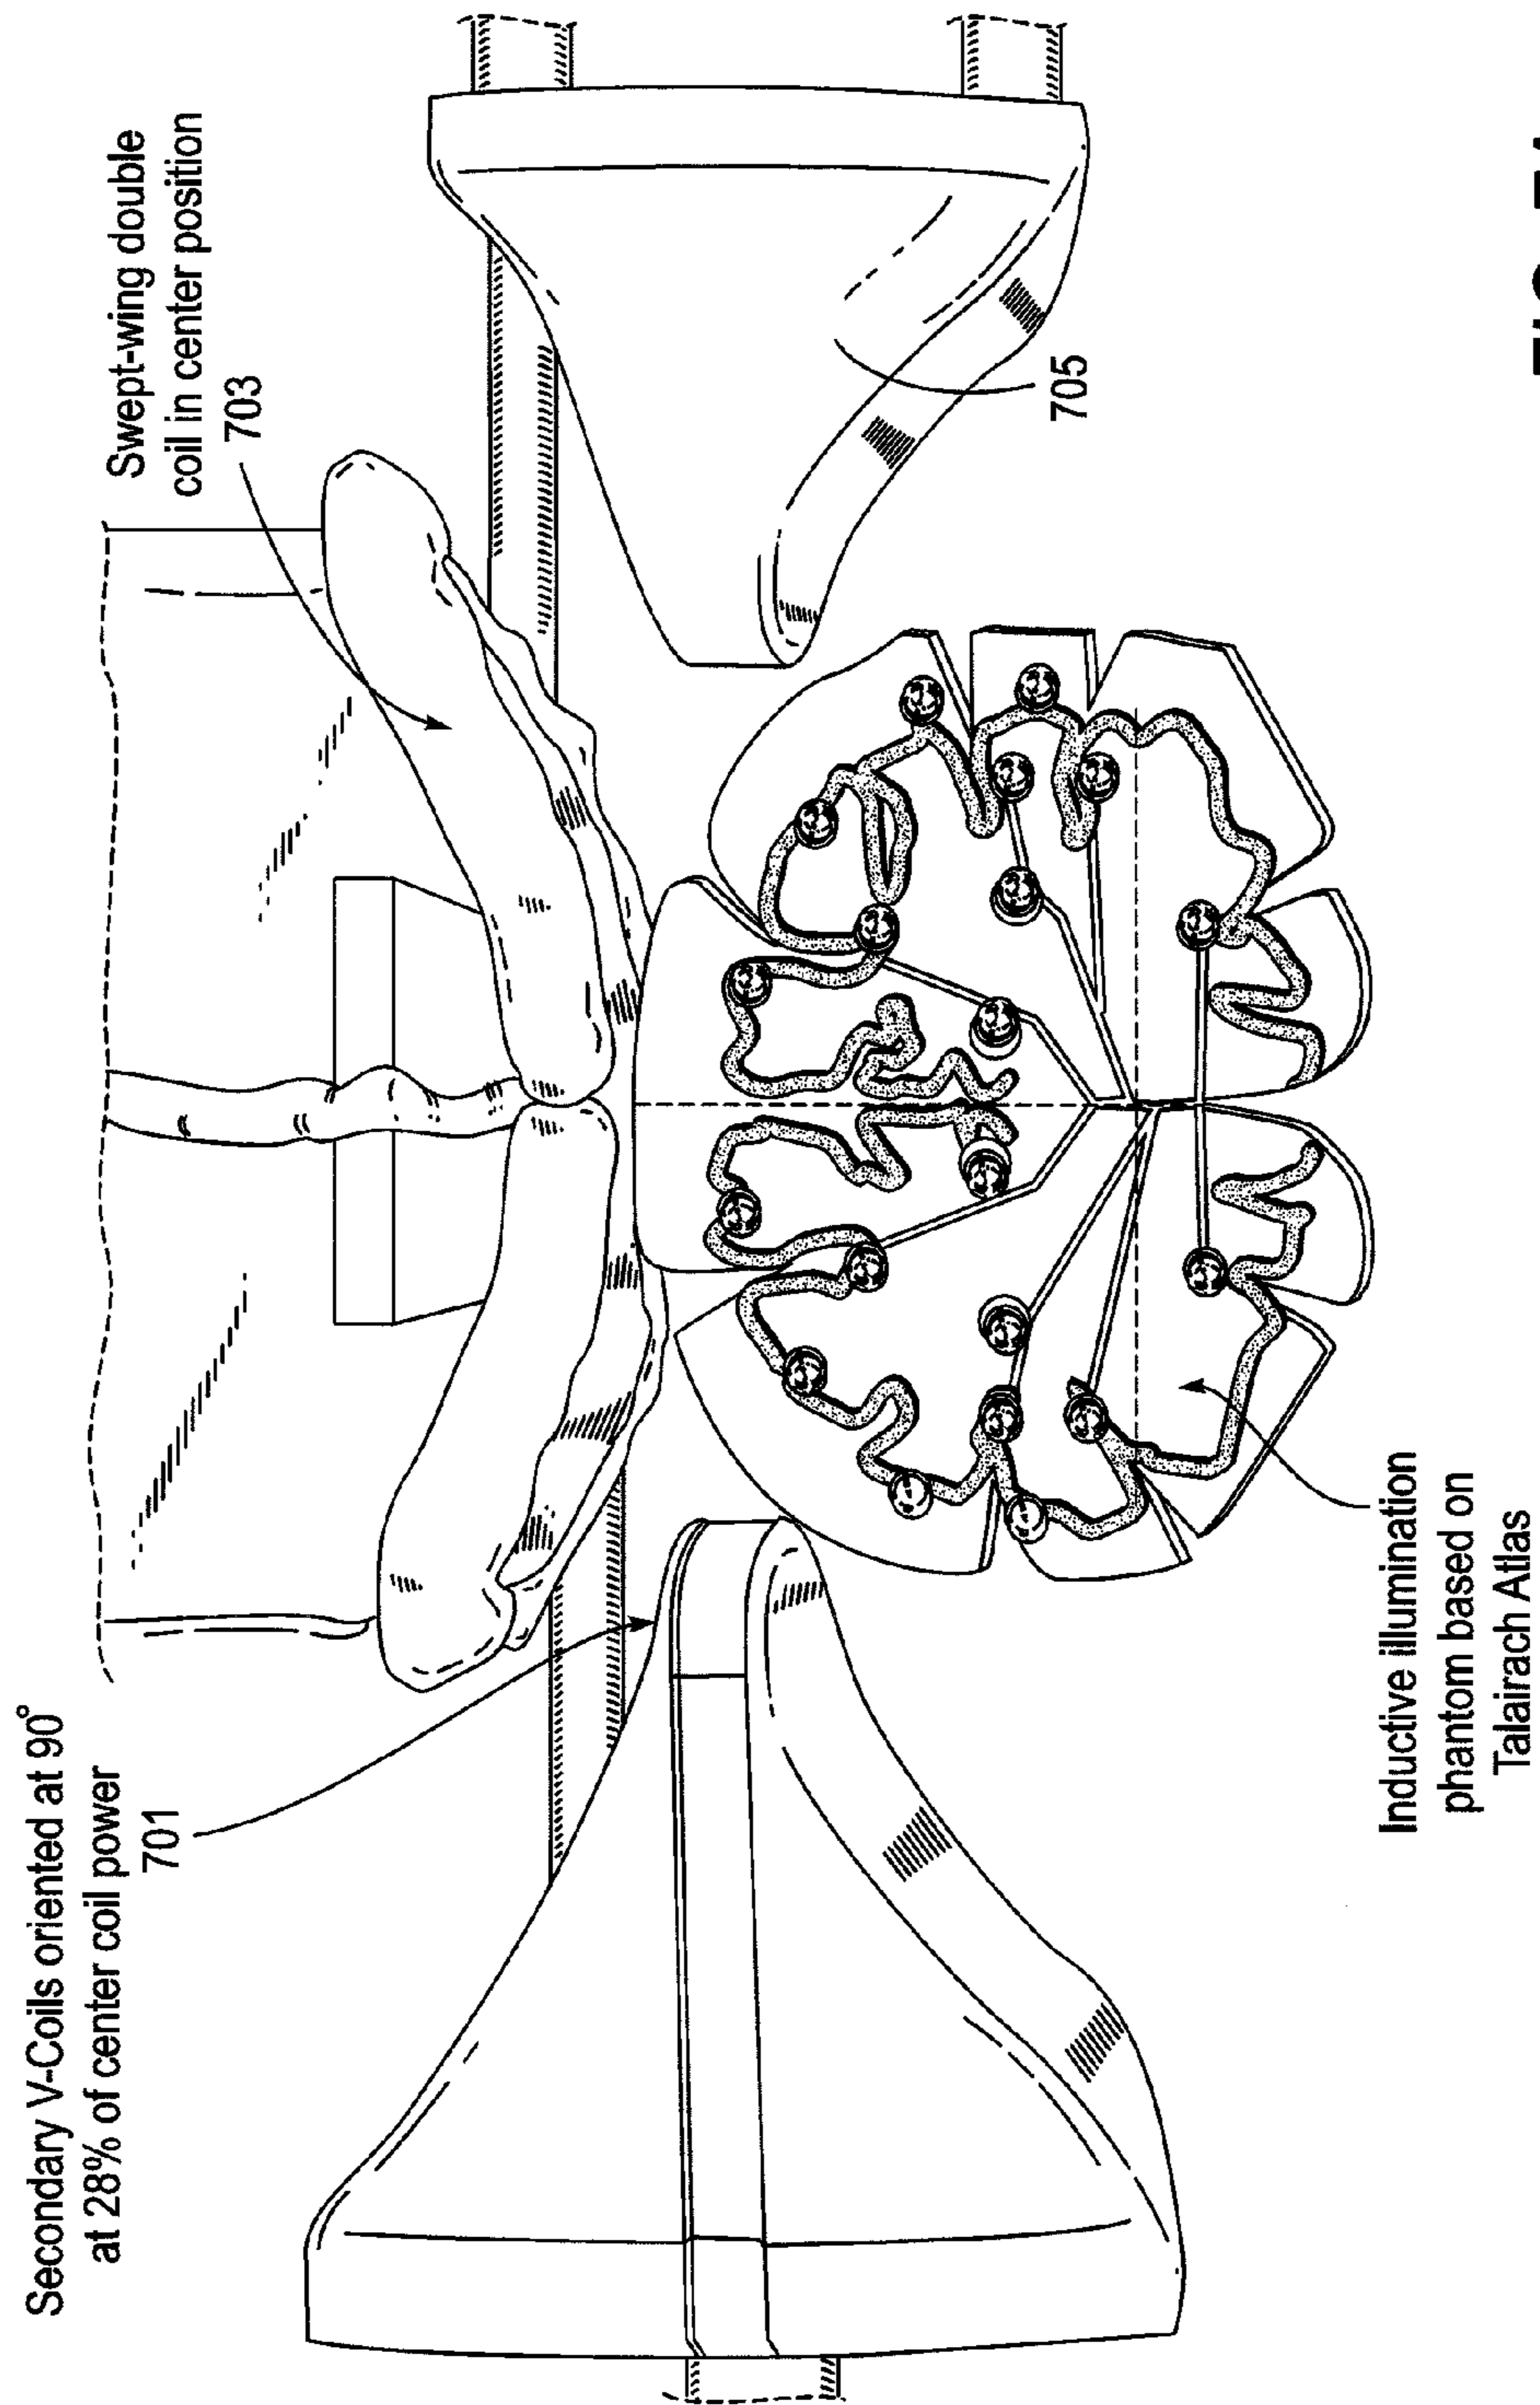 Secondary V-Coils oriented at 90°
at 28% of center coil power
701
Swept-wing double
coil in center position
703
705
Inductive illumination
phantom based on
Talairach Atlas